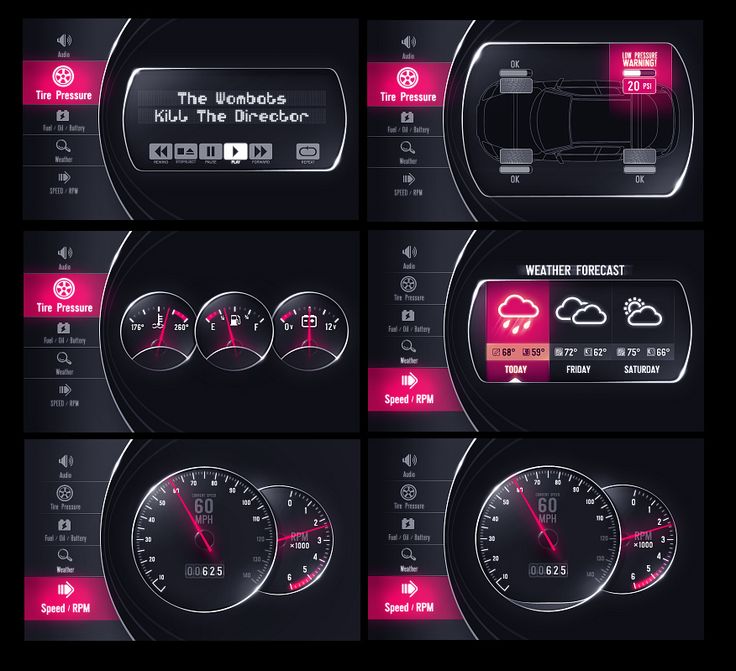 Audio
Tire Pressure
Fuel / Oil / Battery
Weather
SPEED / RPM
The Wombats
Kill The Director
REWIND
STOP/EJECT
PAUSE
PLAY
FORWARD
REPEAT
Audio
Tire Pressure
Fuel / Oil / Battery
Weather
SPEED / RPM
OK
LOW PRESSURE
WARNING!
20 PSI
OK
OK
Audio
Tire Pressure
Fuel / Oil / Battery
Weather
SPEED / RPM
176° 260°
E F
0V 12V
Audio
Tire Pressure
Fuel / Oil / Battery
Weather
Speed / RPM
WEATHER FORECAST
68° 59°
72° 62°
75° 66°
TODAY
FRIDAY
SATURDAY
Audio
Tire Pressure
Fuel / Oil / Battery
Weather
Speed / RPM
10 20 30 40 50 60 70 80 90 100 110 120 130 140
CURRENT SPEED
60
MPH
00625
0 1 2 3 4 5 6
RPM
×1000
Audio
Tire Pressure
Fuel / Oil / Battery
Weather
Speed / RPM
10 20 30 40 50 60 70 80 90 100 110 120 130 140
CURRENT SPEED
60
MPH
00625
0 1 2 3 4 5 6
RPM
×1000